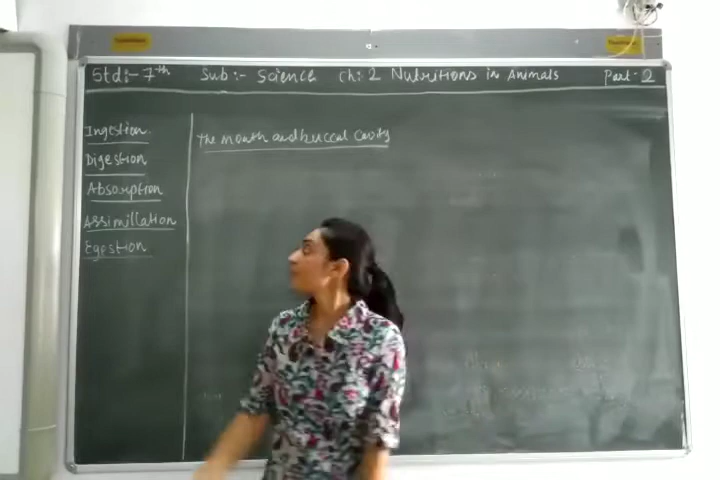 Std:- 7th Sub:- Science Ch: 2 Nutritions in Animals Part- 2
Ingestion
Digestion
Absorption
Assimillation
Egestion
The mouth and buccal cavity